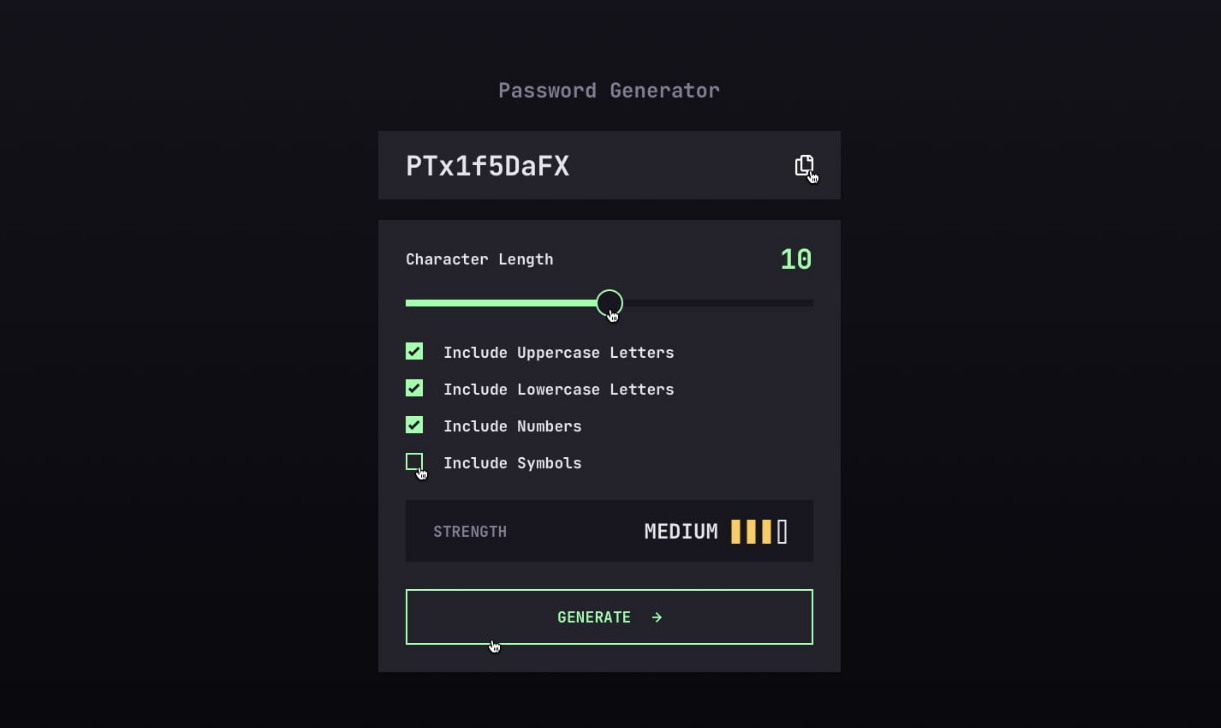 Password Generator
PTx1f5DaFX
Character Length 10
Include Uppercase Letters
Include Lowercase Letters
Include Numbers
Include Symbols
STRENGTH MEDIUM
GENERATE →